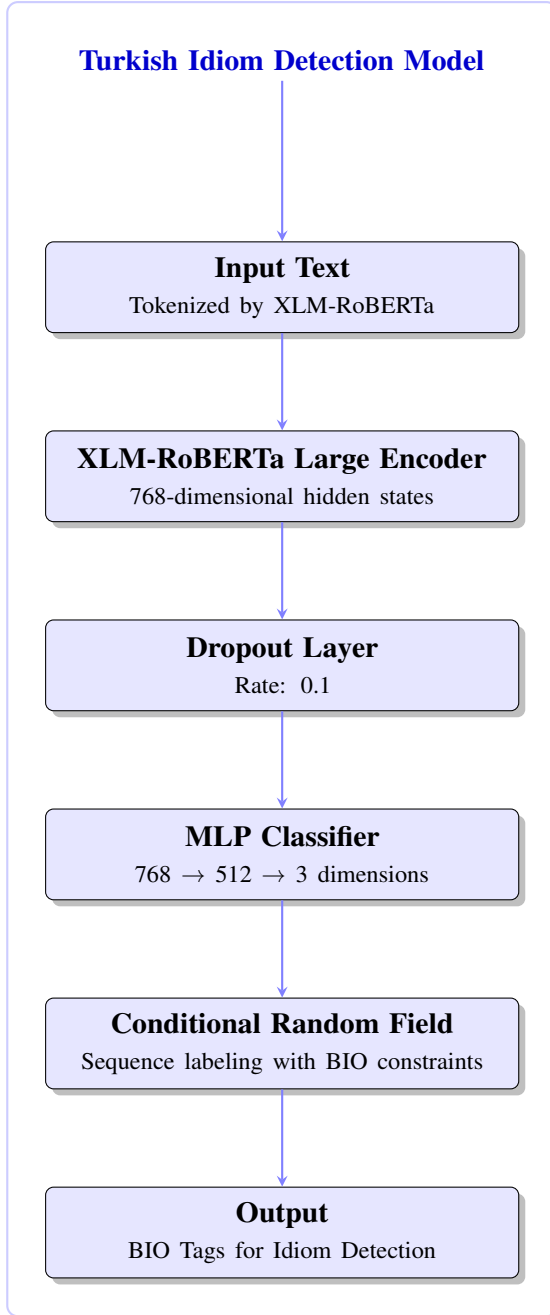 Turkish Idiom Detection Model
Input Text
Tokenized by XLM-RoBERTa
XLM-RoBERTa Large Encoder
768-dimensional hidden states
Dropout Layer
Rate: 0.1
MLP Classifier
768 → 512 → 3 dimensions
Conditional Random Field
Sequence labeling with BIO constraints
Output
BIO Tags for Idiom Detection